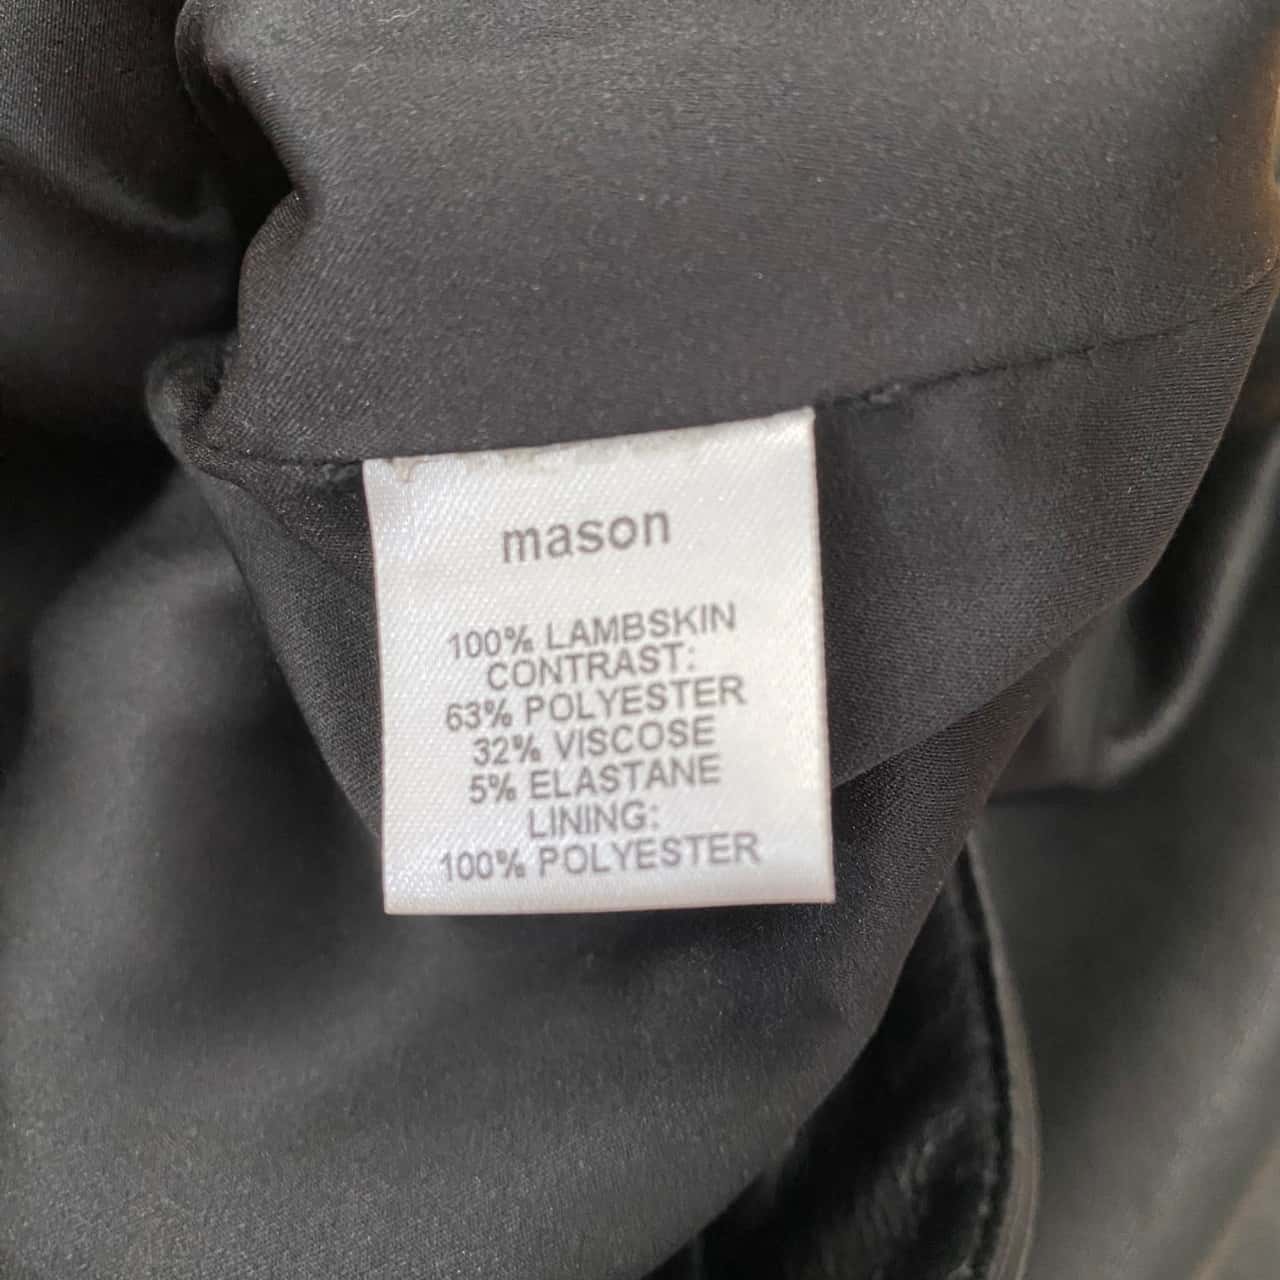 mason
100% LAMBSKIN
CONTRAST:
63% POLYESTER
32% VISCOSE
5% ELASTANE
LINING:
100% POLYESTER